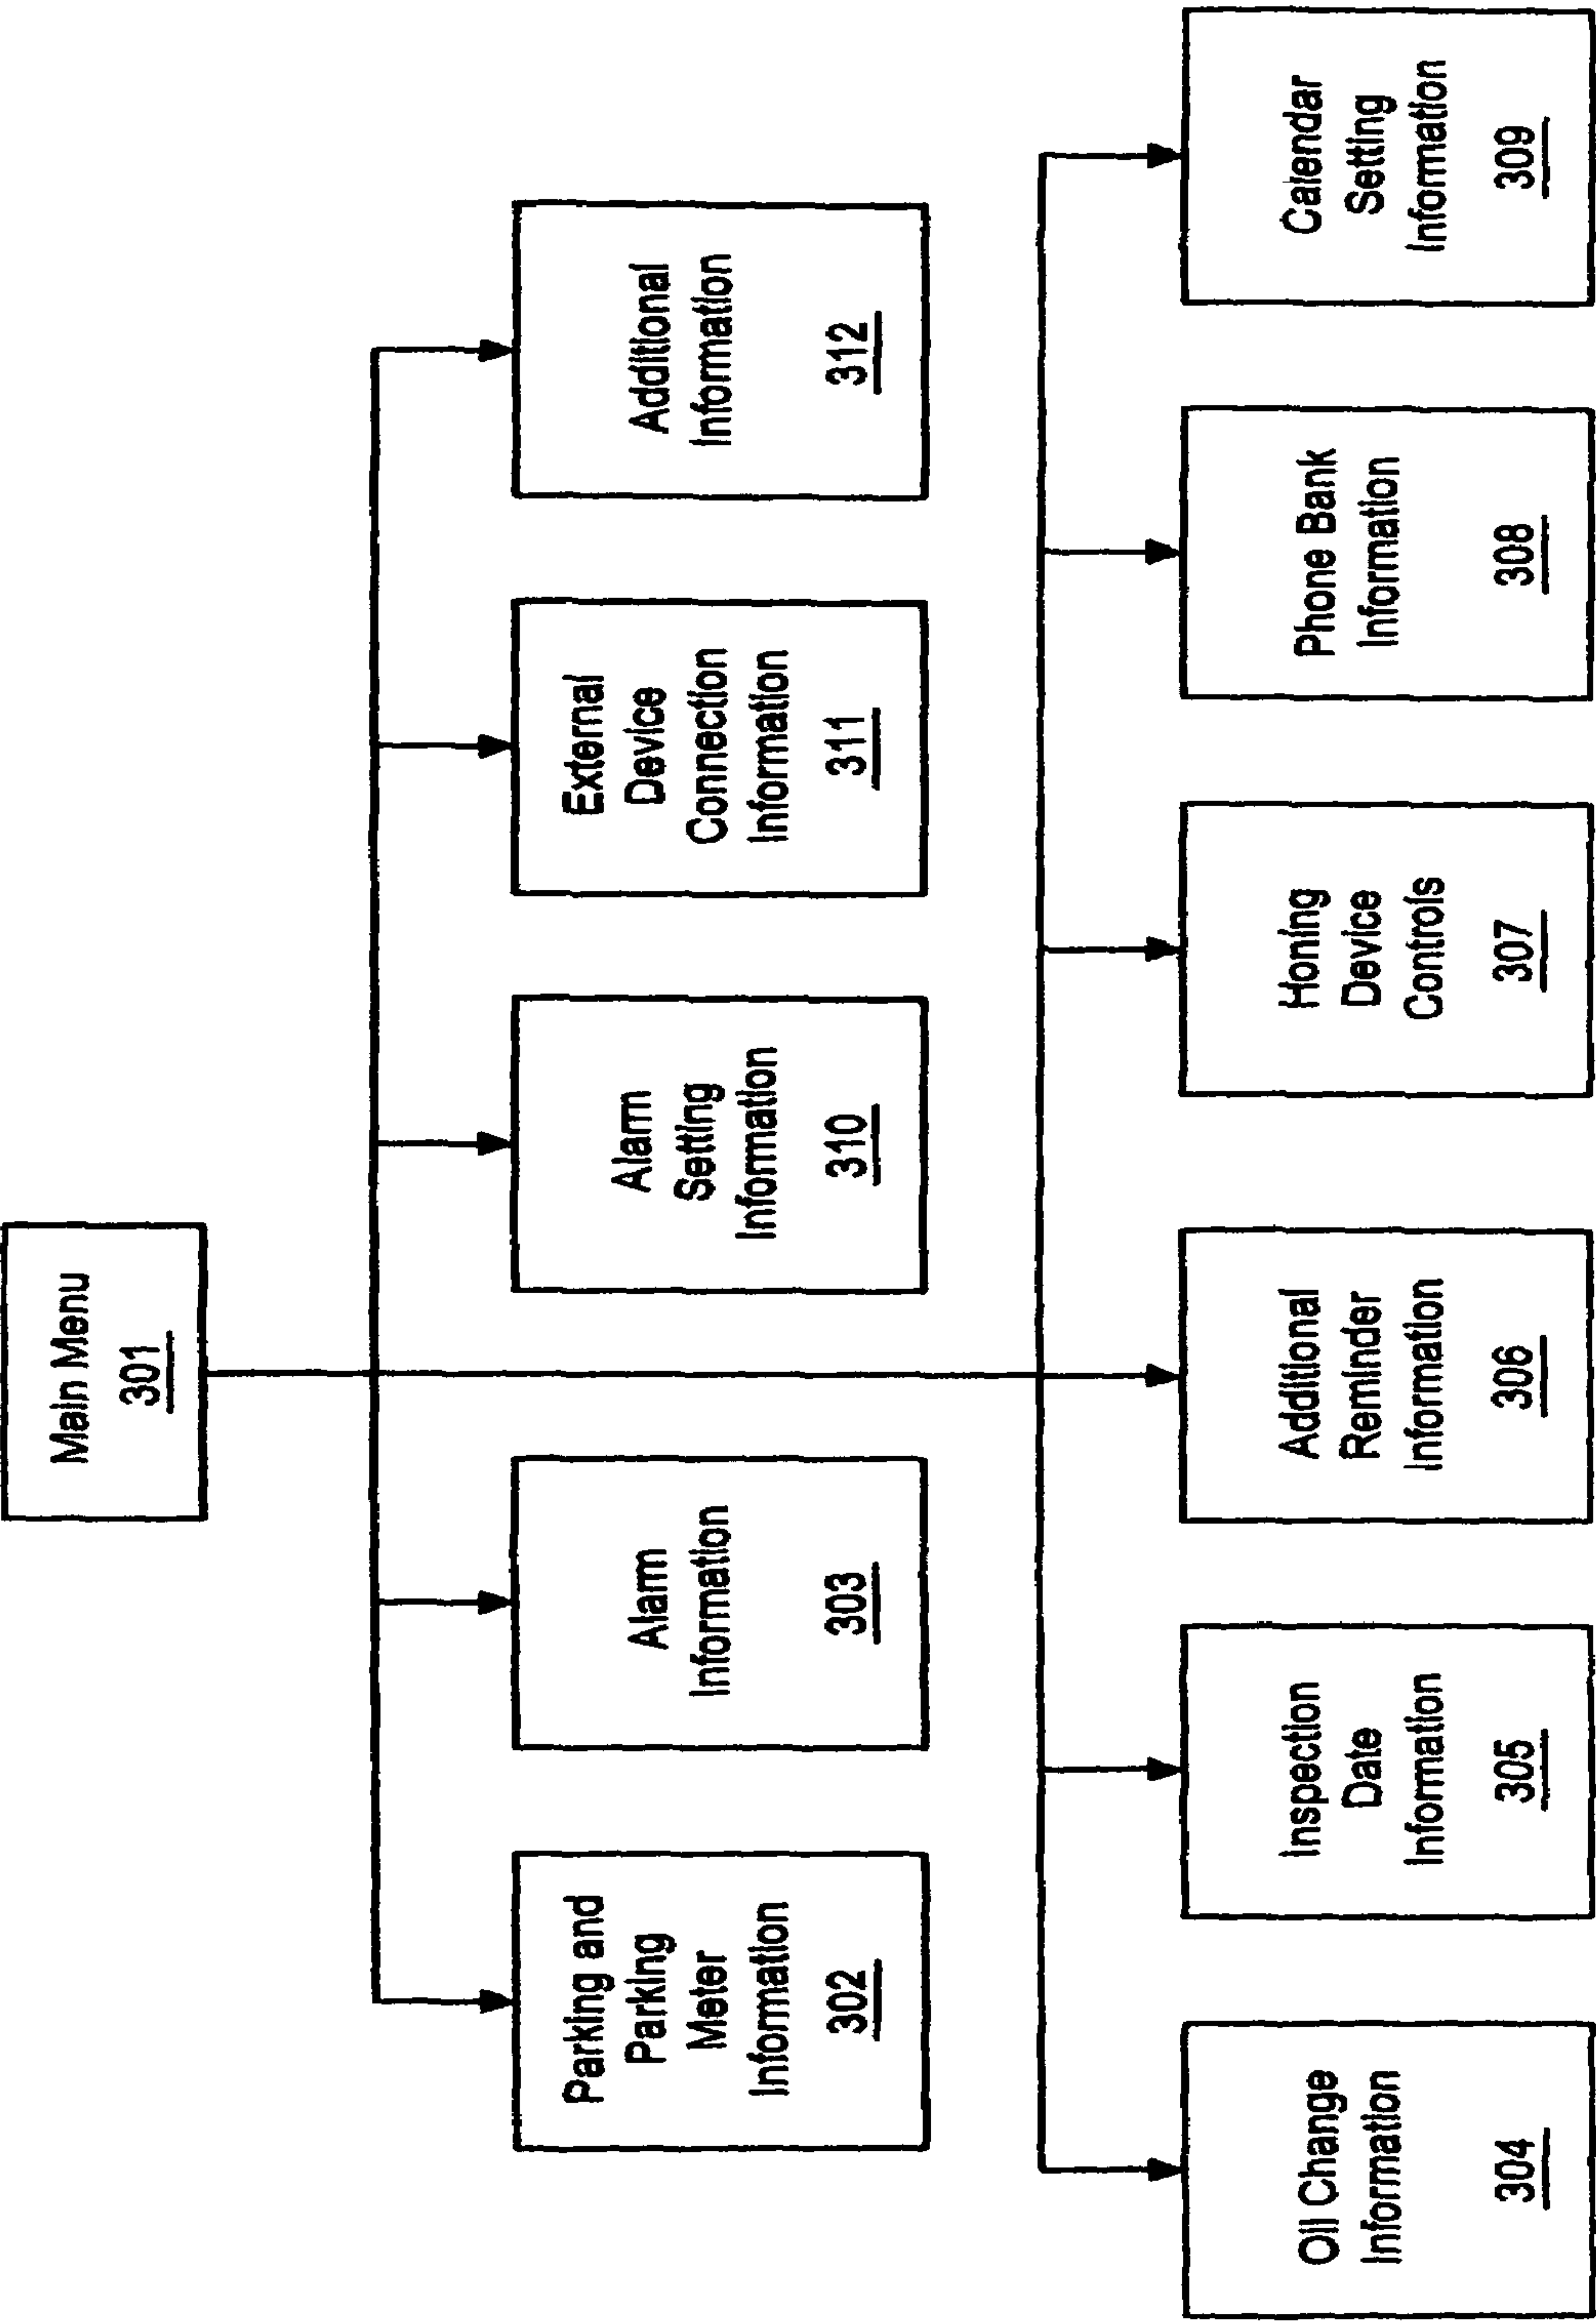 Main Menu
301
Parking and
Parking
Meter
Information
302
Alarm
Information
303
Alarm
Setting
Information
310
External
Device
Connection
Information
311
Additional
Information
312
Oil Change
Information
304
Inspection
Date
Information
305
Additional
Reminder
Information
306
Honing
Device
Controls
307
Phone Bank
Information
308
Calendar
Setting
Information
309